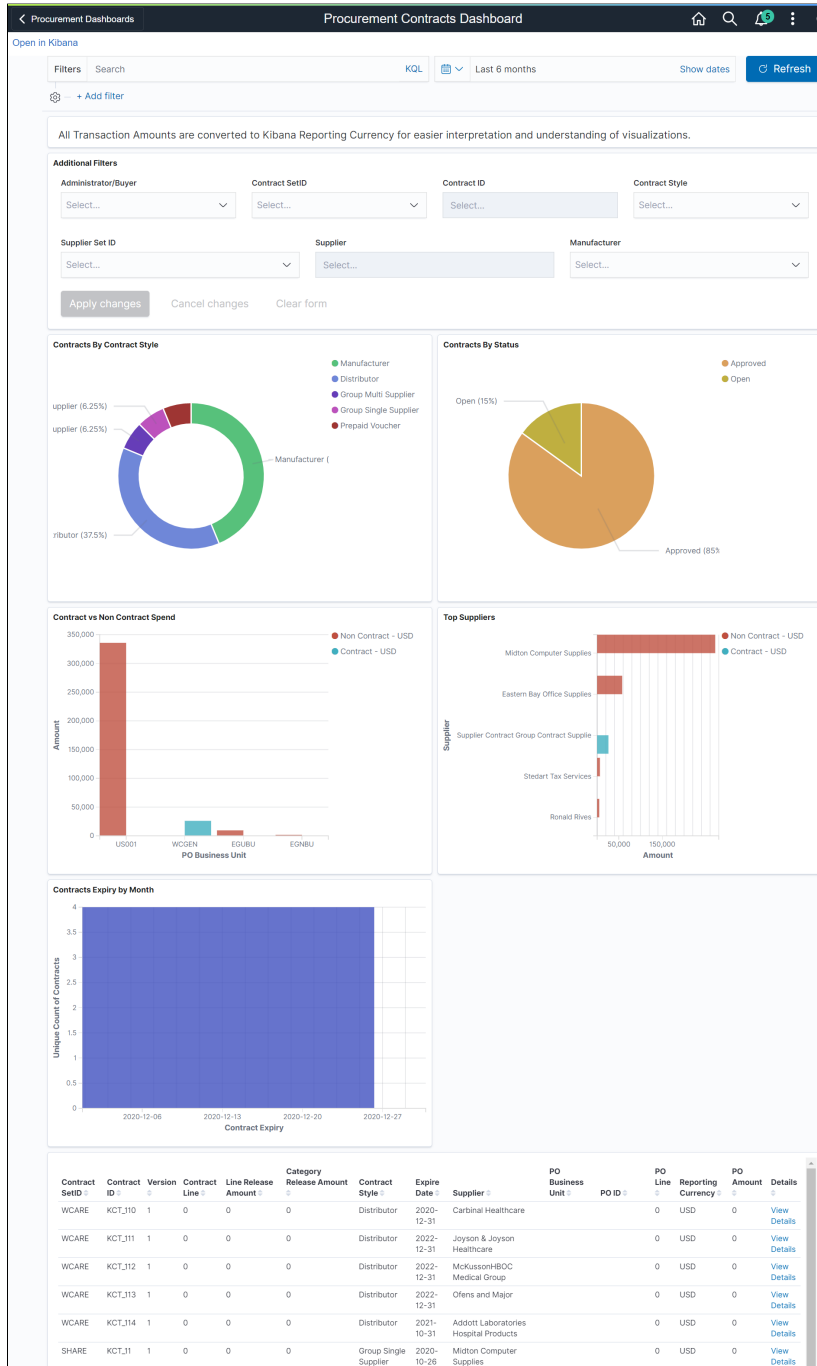 Procurement Dashboards
Procurement Contracts Dashboard
5
Open in Kibana
Filters Search KQL Last 6 months Show dates Refresh
+ Add filter
All Transaction Amounts are converted to Kibana Reporting Currency for easier interpretation and understanding of visualizations.
Additional Filters
Administrator/Buyer Contract SetID Contract ID Contract Style
Select... Select... Select... Select...
Supplier Set ID Supplier Manufacturer
Select... Select... Select...
Apply changes Cancel changes Clear form
Contracts By Contract Style
Manufacturer
Distributor
Group Multi Supplier
Group Single Supplier
Prepaid Voucher
upplier (6.25%)
upplier (6.25%)
Manufacturer (
ributor (37.5%)
Contracts By Status
Approved
Open
Open (15%)
Approved (85%
Contract vs Non Contract Spend
Non Contract - USD
Contract - USD
350,000
300,000
250,000
200,000
150,000
100,000
50,000
0
Amount
US001 WCGEN EGUBU EGNBU
PO Business Unit
Top Suppliers
Non Contract - USD
Contract - USD
Midton Computer Supplies
Eastern Bay Office Supplies
Supplier Contract Group Contract Supplie
Stedart Tax Services
Ronald Rives
Supplier
50,000 150,000
Amount
Contracts Expiry by Month
4
3.5
3
2.5
2
1.5
1
0.5
0
Unique Count of Contracts
2020-12-06 2020-12-13 2020-12-20 2020-12-27
Contract Expiry
Category PO PO PO
Contract Contract Version Contract Line Release Release Amount Contract Expire Business Line Reporting Amount Details
SetID ID Line Amount Style Date Supplier Unit PO ID Currency
WCARE KCT_110 1 0 0 0 Distributor 2020- Carbinal Healthcare 0 USD 0 View
12-31 Details
WCARE KCT_111 1 0 0 0 Distributor 2022- Joyson & Joyson 0 USD 0 View
12-31 Healthcare Details
WCARE KCT_112 1 0 0 0 Distributor 2022- McKussonHBOC 0 USD 0 View
12-31 Medical Group Details
WCARE KCT_113 1 0 0 0 Distributor 2022- Ofens and Major 0 USD 0 View
12-31 Details
WCARE KCT_114 1 0 0 0 Distributor 2021- Addott Laboratories 0 USD 0 View
10-31 Hospital Products Details
SHARE KCT_11 1 0 0 0 Group Single 2020- Midton Computer 0 USD 0 View
Supplier 10-26 Supplies Details